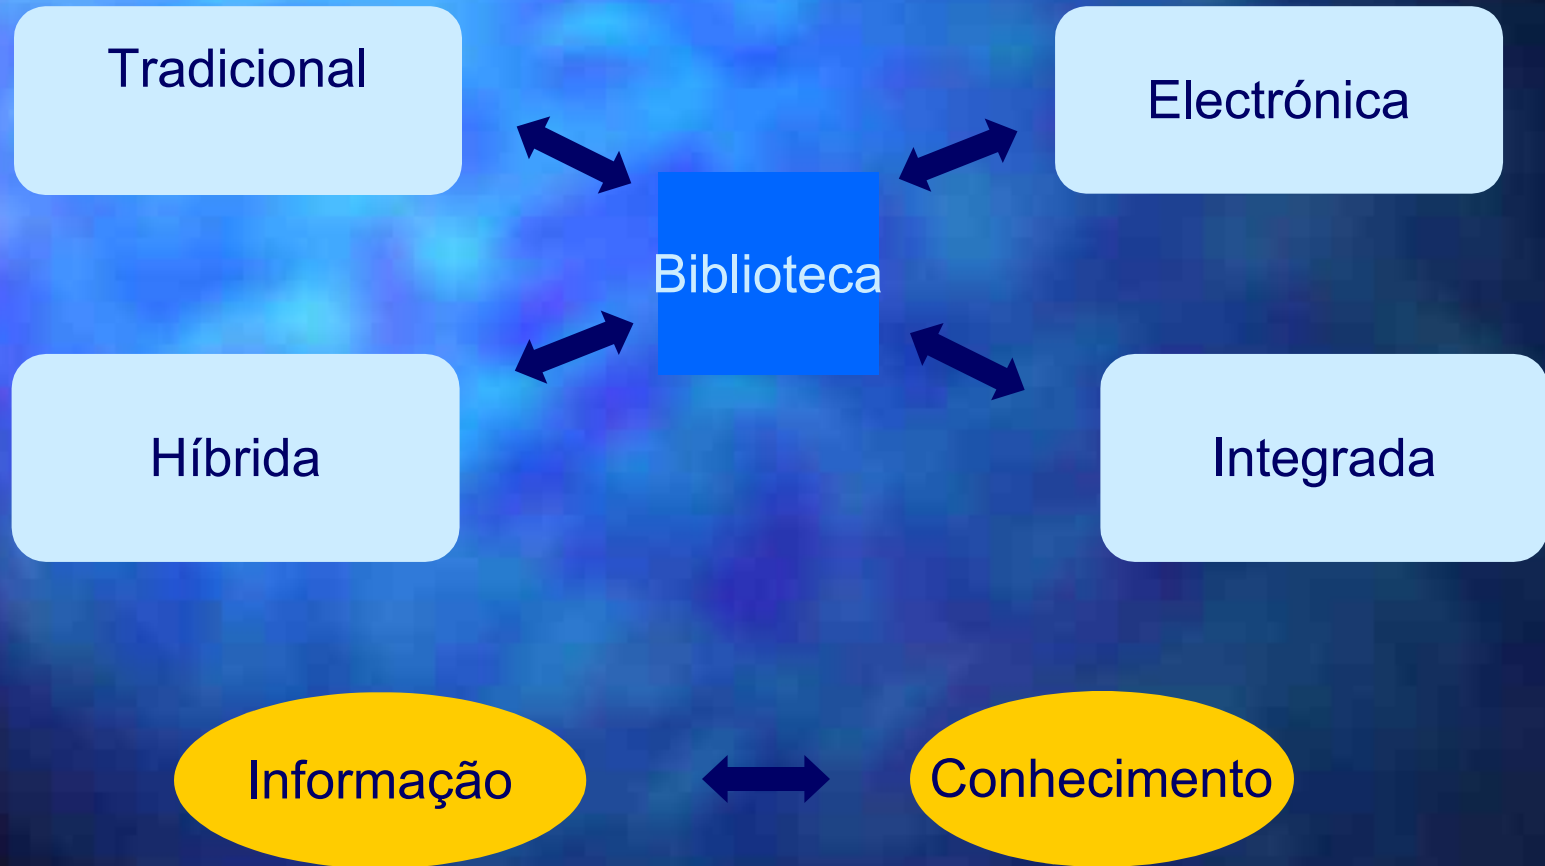 Tradicional
Electrónica
Biblioteca
Híbrida
Integrada
Informação
Conhecimento